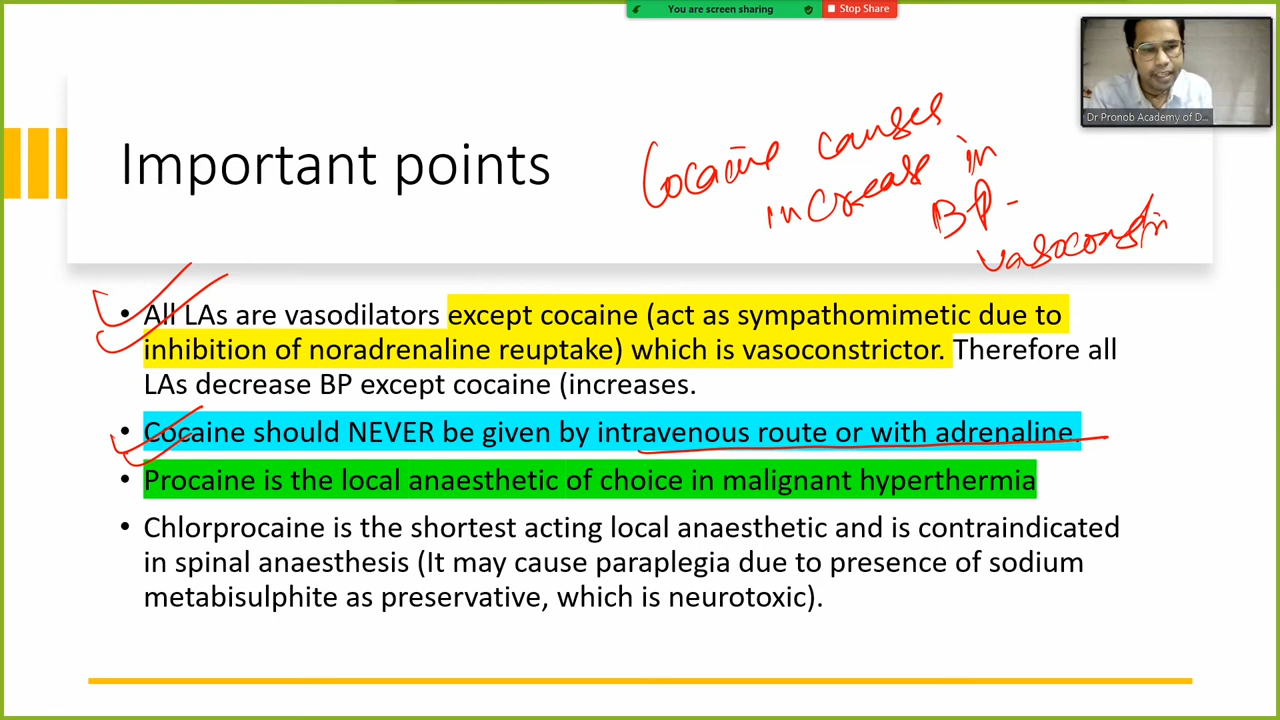 You are screen sharing
Stop Share
Dr Pronob Academy of D...
Important points
Cocaine causes
increase in
BP -
vasoconstri
• All LAs are vasodilators except cocaine (act as sympathomimetic due to
inhibition of noradrenaline reuptake) which is vasoconstrictor. Therefore all
LAs decrease BP except cocaine (increases.
• Cocaine should NEVER be given by intravenous route or with adrenaline.
• Procaine is the local anaesthetic of choice in malignant hyperthermia
• Chlorprocaine is the shortest acting local anaesthetic and is contraindicated
in spinal anaesthesis (It may cause paraplegia due to presence of sodium
metabisulphite as preservative, which is neurotoxic).